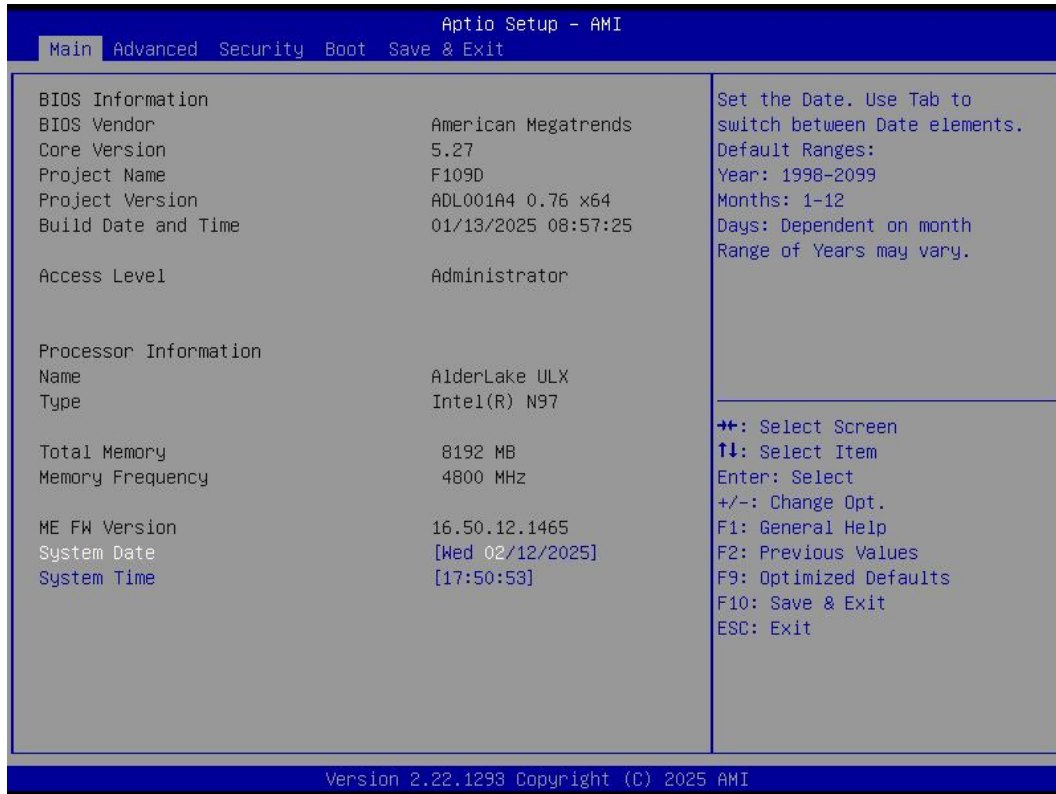 Aptio Setup - AMI
Main Advanced Security Boot Save & Exit
BIOS Information
BIOS Vendor American Megatrends
Core Version 5.27
Project Name F109D
Project Version ADL001A4 0.76 x64
Build Date and Time 01/13/2025 08:57:25
Access Level Administrator
Processor Information
Name AlderLake ULX
Type Intel(R) N97
Total Memory 8192 MB
Memory Frequency 4800 MHz
ME FW Version 16.50.12.1465
System Date [Wed 02/12/2025]
System Time [17:50:53]
Set the Date. Use Tab to
switch between Date elements.
Default Ranges:
Year: 1998-2099
Months: 1-12
Days: Dependent on month
Range of Years may vary.
→←: Select Screen
↑↓: Select Item
Enter: Select
+/-: Change Opt.
F1: General Help
F2: Previous Values
F9: Optimized Defaults
F10: Save & Exit
ESC: Exit
Version 2.22.1293 Copyright (C) 2025 AMI